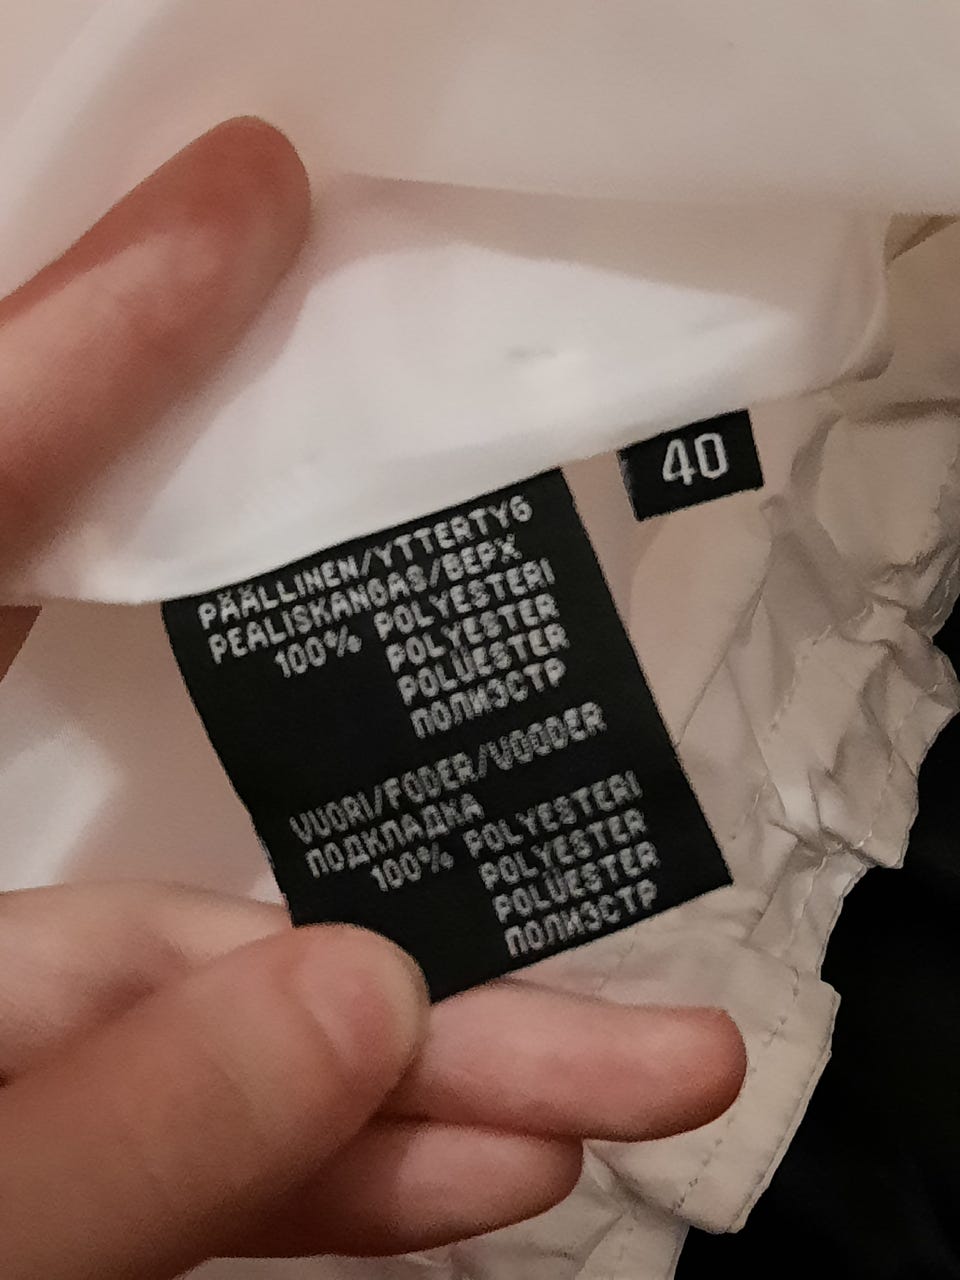 40
PÄÄLLINEN/YTTERTYG
PEALISKANGAS/ВЕРХ
100% POLYESTERI
POLYESTER
POLÜESTER
ПОЛИЭСТР
VUORI/FODER/VOODER
ПОДКЛАДКА
100% POLYESTERI
POLYESTER
POLÜESTER
ПОЛИЭСТР